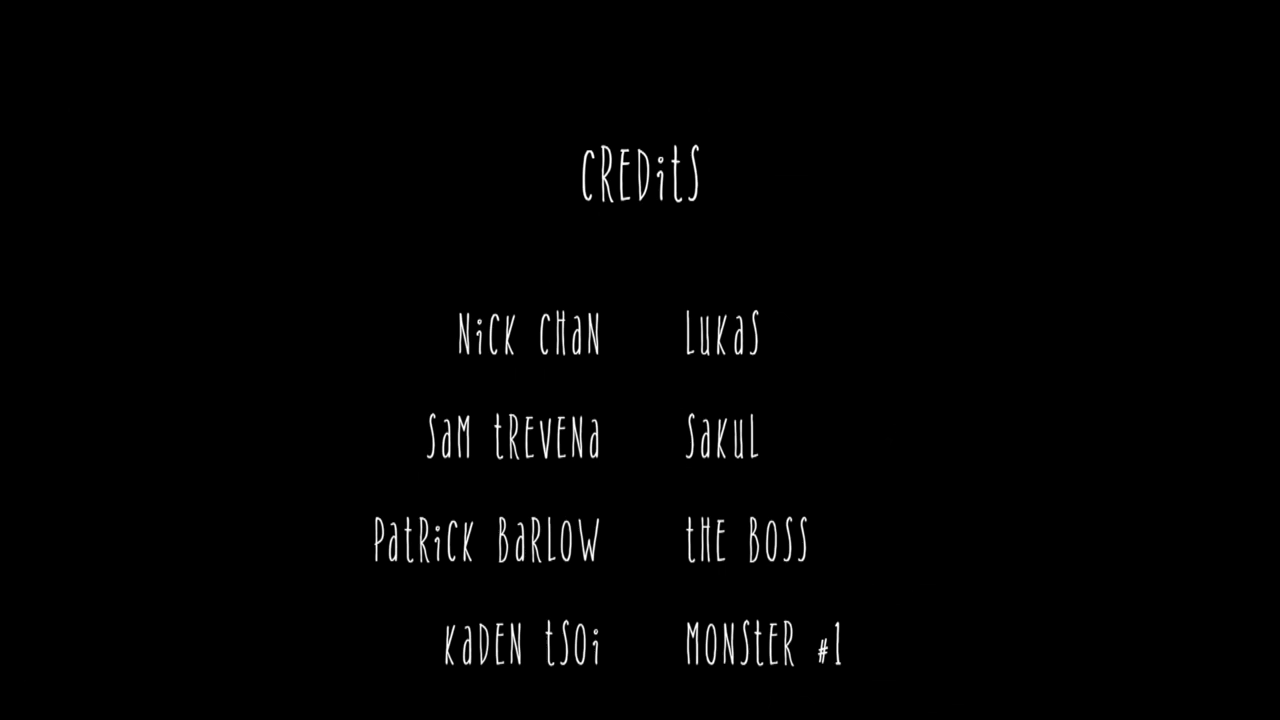 CREDitS
NiCK CHaN LuKaS
SaM tREVENa SaKuL
PatRiCK BaRLOW tHE BOSS
KaDEN tSOi MONStER #1